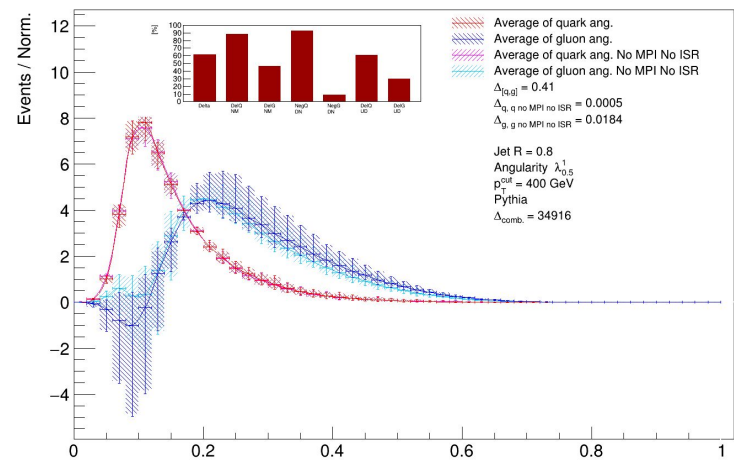 Events / Norm.
12
10
8
6
4
2
0
−2
−4
0
0.2
0.4
0.6
0.8
1
[%]
100
90
80
70
60
50
40
30
20
10
0
Delta
DefQ
NM
DefG
NM
NegQ
DN
NegG
DN
DefQ
UD
DefG
UD
Average of quark ang.
Average of gluon ang.
Average of quark ang. No MPI No ISR
Average of gluon ang. No MPI No ISR
Δ[q,g] = 0.41
Δq, q no MPI no ISR = 0.0005
Δg, g no MPI no ISR = 0.0184
Jet R = 0.8
Angularity λ¹0.5
pTcut = 400 GeV
Pythia
Δcomb. = 34916